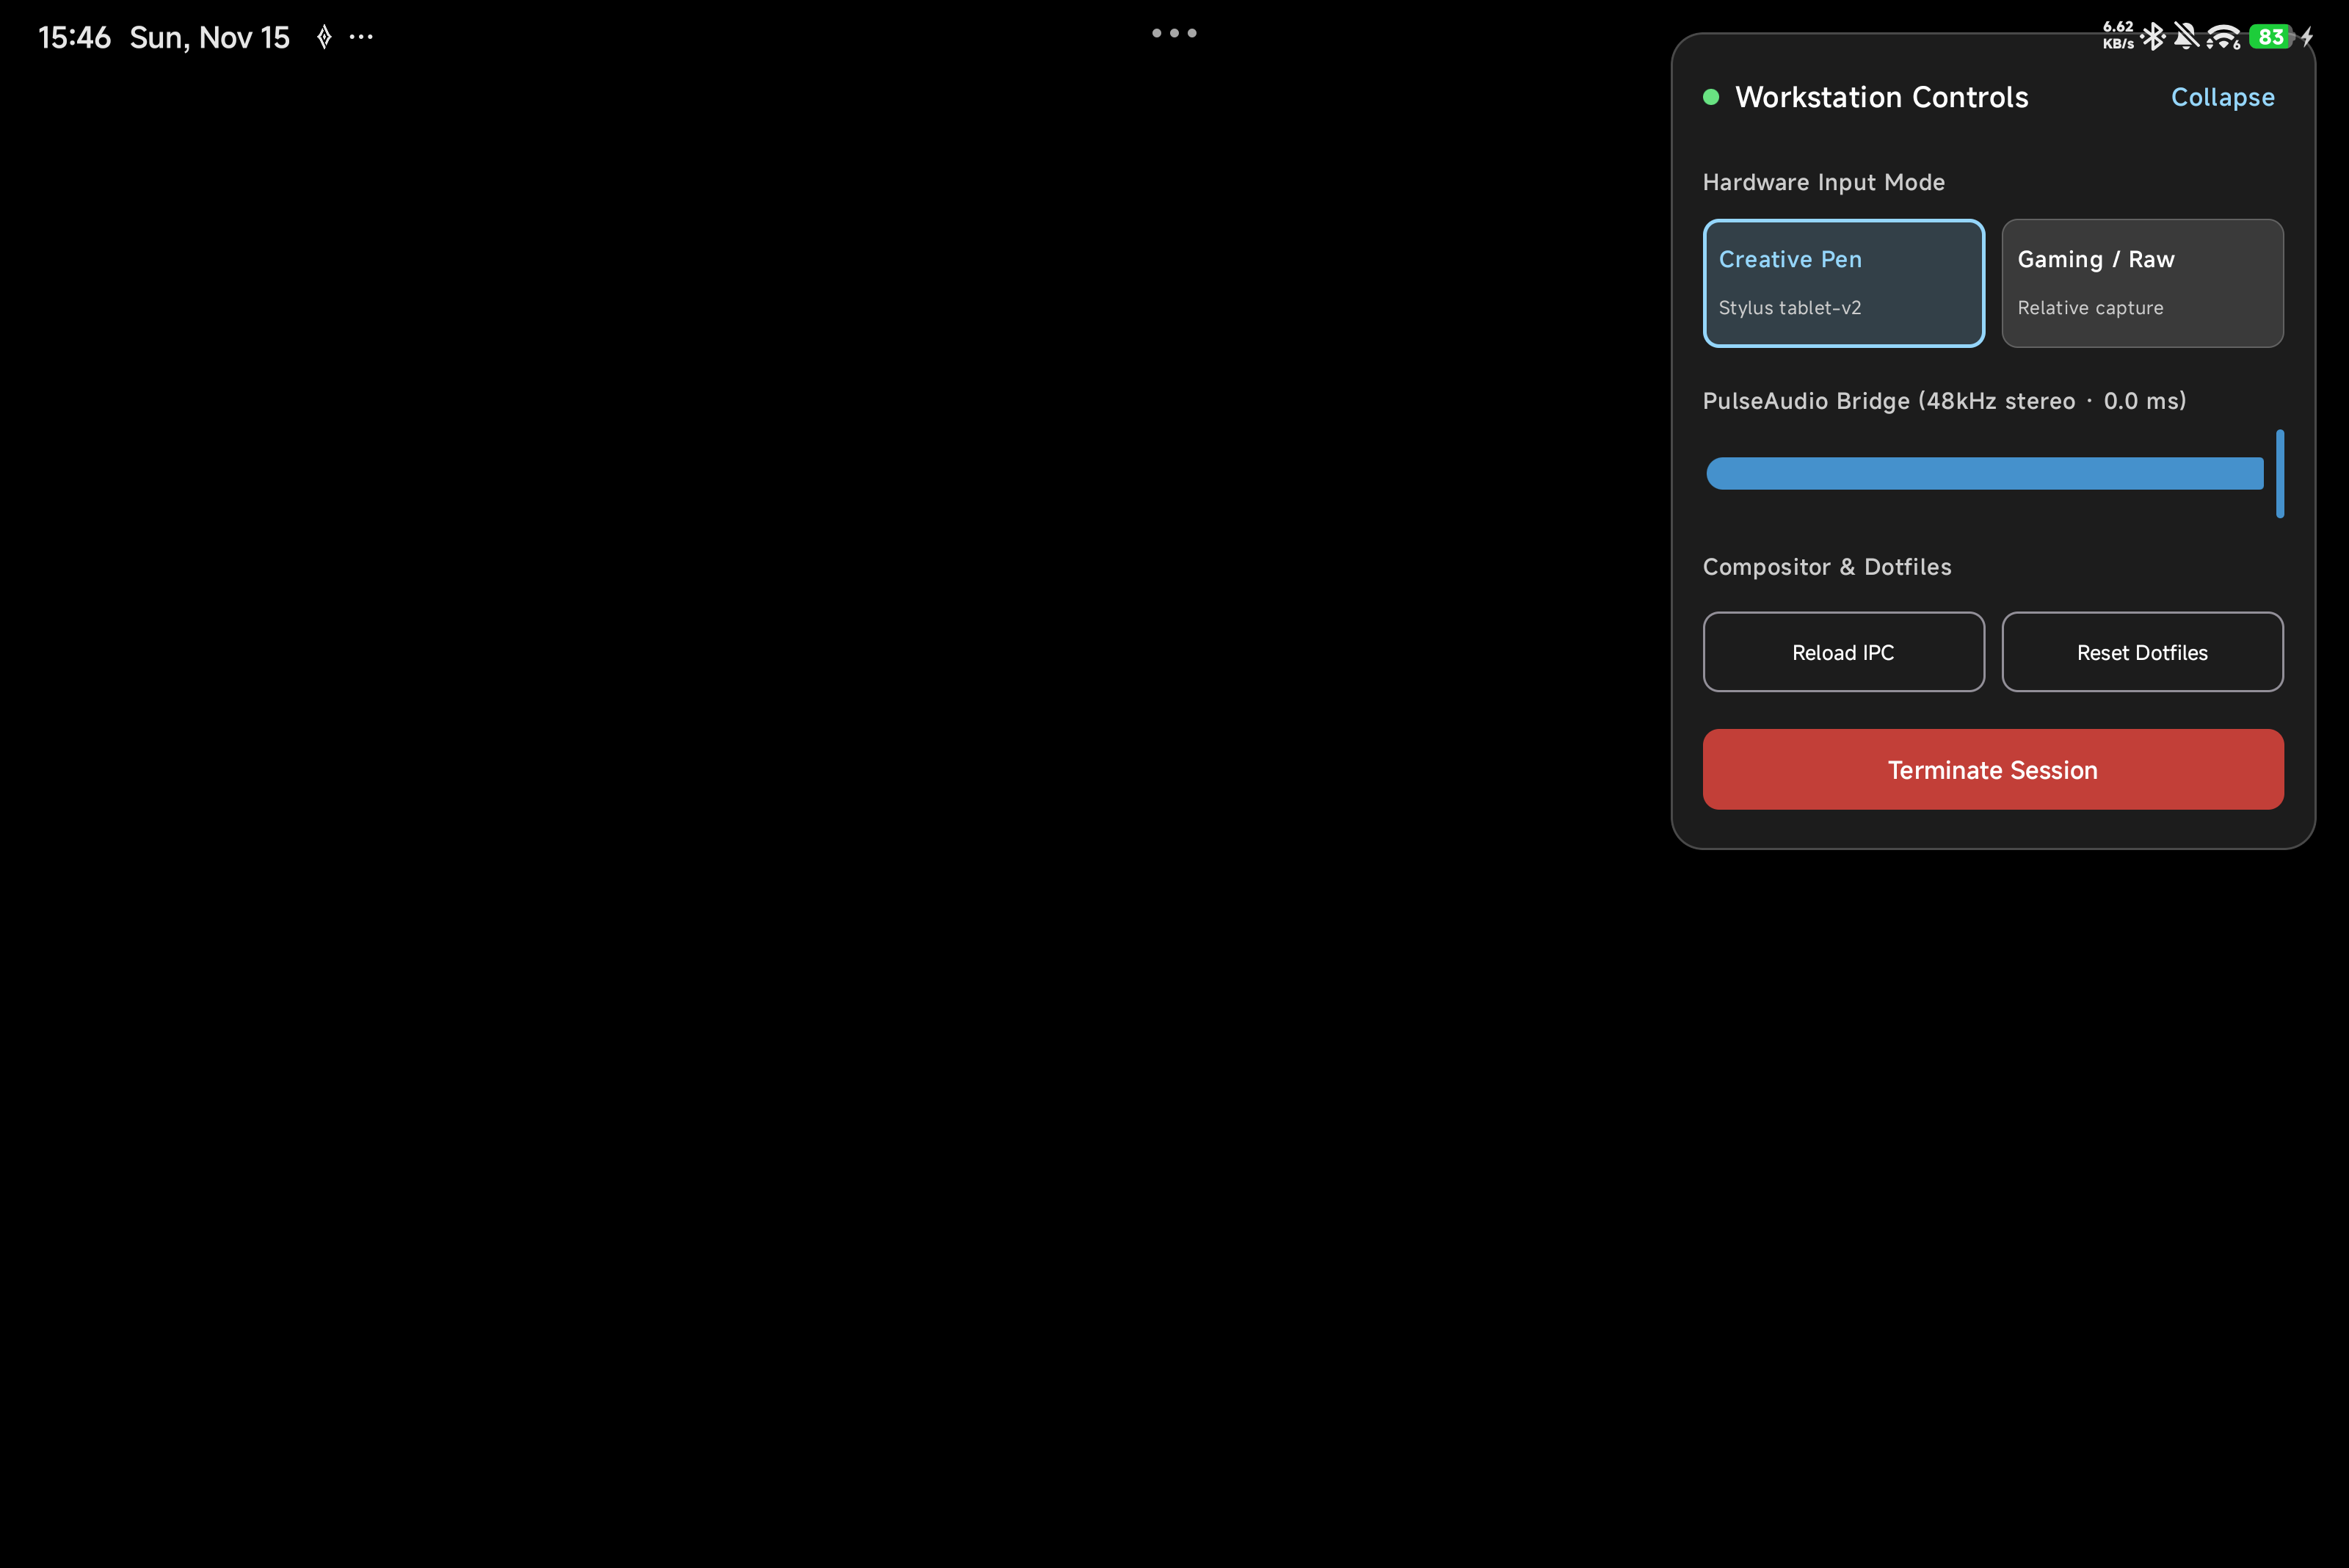 15:46 Sun, Nov 15 ···
6.62 KB/s 6 83
Workstation Controls Collapse
Hardware Input Mode
Creative Pen Gaming / Raw
Stylus tablet-v2 Relative capture
PulseAudio Bridge (48kHz stereo · 0.0 ms)
Compositor & Dotfiles
Reload IPC Reset Dotfiles
Terminate Session